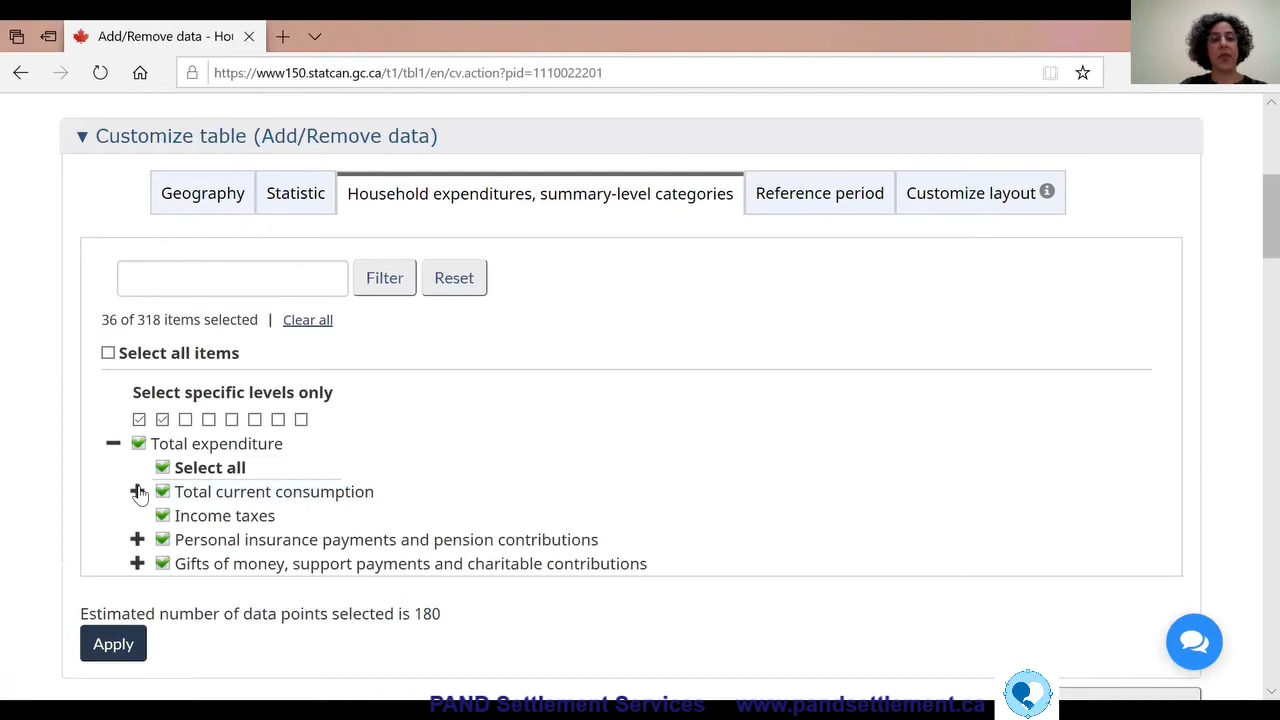 Add/Remove data - Hou
https://www150.statcan.gc.ca/t1/tbl1/en/cv.action?pid=1110022201
Customize table (Add/Remove data)
Geography
Statistic
Household expenditures, summary-level categories
Reference period
Customize layout
Filter
Reset
36 of 318 items selected | Clear all
Select all items
Select specific levels only
Total expenditure
Select all
Total current consumption
Income taxes
Personal insurance payments and pension contributions
Gifts of money, support payments and charitable contributions
Estimated number of data points selected is 180
Apply
PAND Settlement Services www.pandsettlement.ca